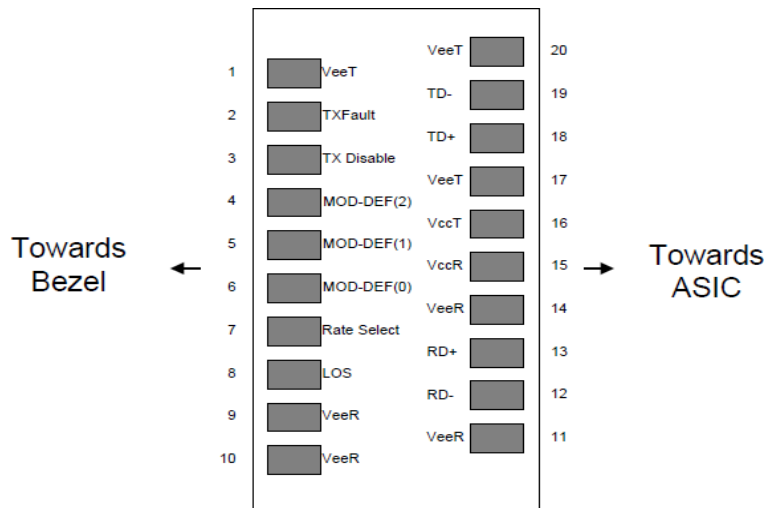 VeeT 20
1 VeeT
TD- 19
2 TXFault
TD+ 18
3 TX Disable
VeeT 17
4 MOD-DEF(2)
VccT 16
5 MOD-DEF(1)
Towards
Bezel
VccR 15
Towards
ASIC
6 MOD-DEF(0)
VeeR 14
7 Rate Select
RD+ 13
8 LOS
RD- 12
9 VeeR
VeeR 11
10 VeeR